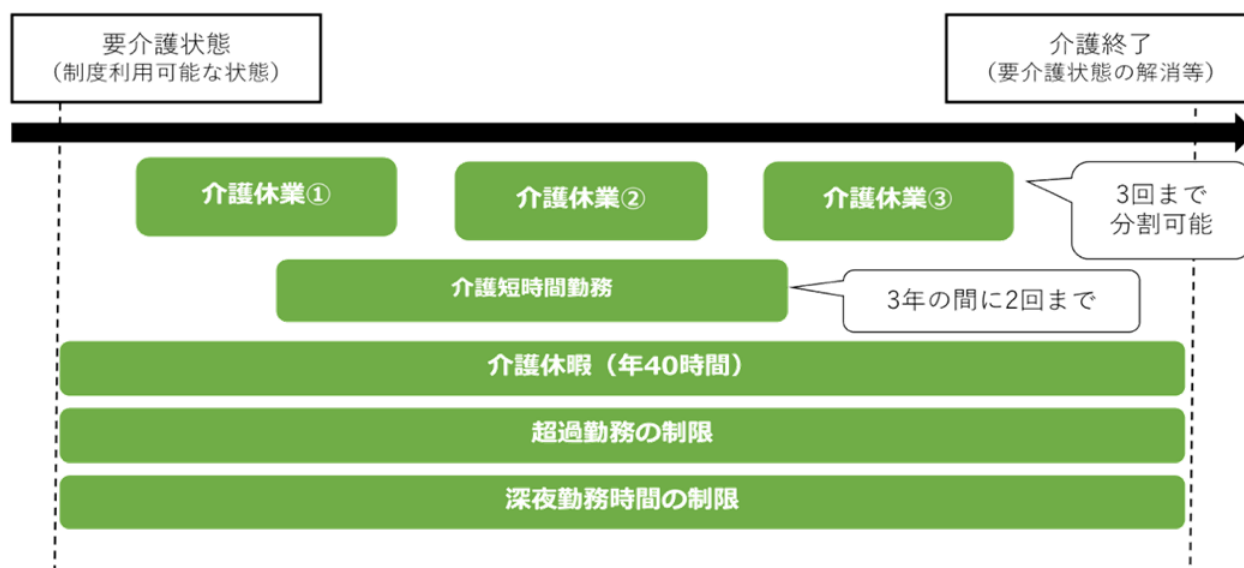 要介護状態
（制度利用可能な状態）
介護終了
（要介護状態の解消等）
介護休業①
介護休業②
介護休業③
3回まで
分割可能
介護短時間勤務
3年の間に2回まで
介護休暇（年40時間）
超過勤務の制限
深夜勤務時間の制限